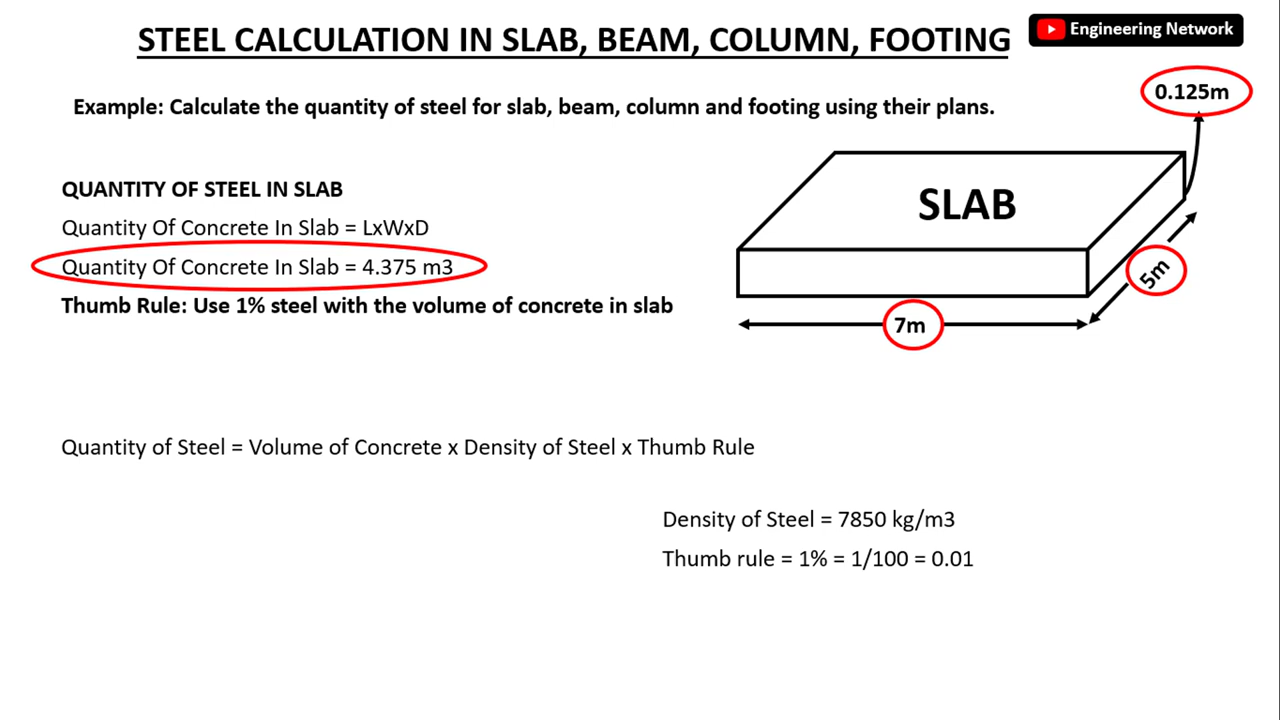 STEEL CALCULATION IN SLAB, BEAM, COLUMN, FOOTING
Engineering Network
Example: Calculate the quantity of steel for slab, beam, column and footing using their plans.
0.125m
QUANTITY OF STEEL IN SLAB
SLAB
Quantity Of Concrete In Slab = LxWxD
Quantity Of Concrete In Slab = 4.375 m3
5m
Thumb Rule: Use 1% steel with the volume of concrete in slab
7m
Quantity of Steel = Volume of Concrete x Density of Steel x Thumb Rule
Density of Steel = 7850 kg/m3
Thumb rule = 1% = 1/100 = 0.01